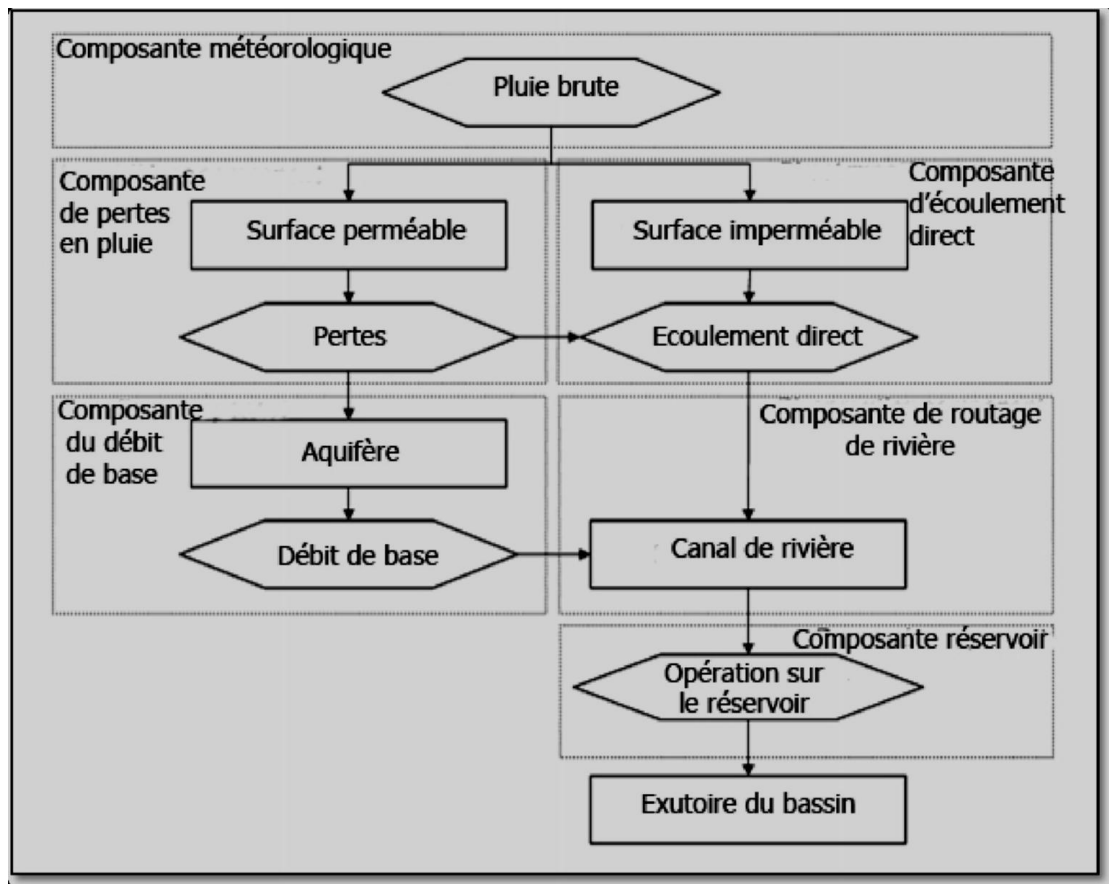 Composante météorologique
Pluie brute
Composante
de pertes
en pluie
Surface perméable
Pertes
Composante
d'écoulement
direct
Surface imperméable
Ecoulement direct
Composante
du débit
de base
Aquifère
Débit de base
Composante de routage
de rivière
Canal de rivière
Composante réservoir
Opération sur
le réservoir
Exutoire du bassin